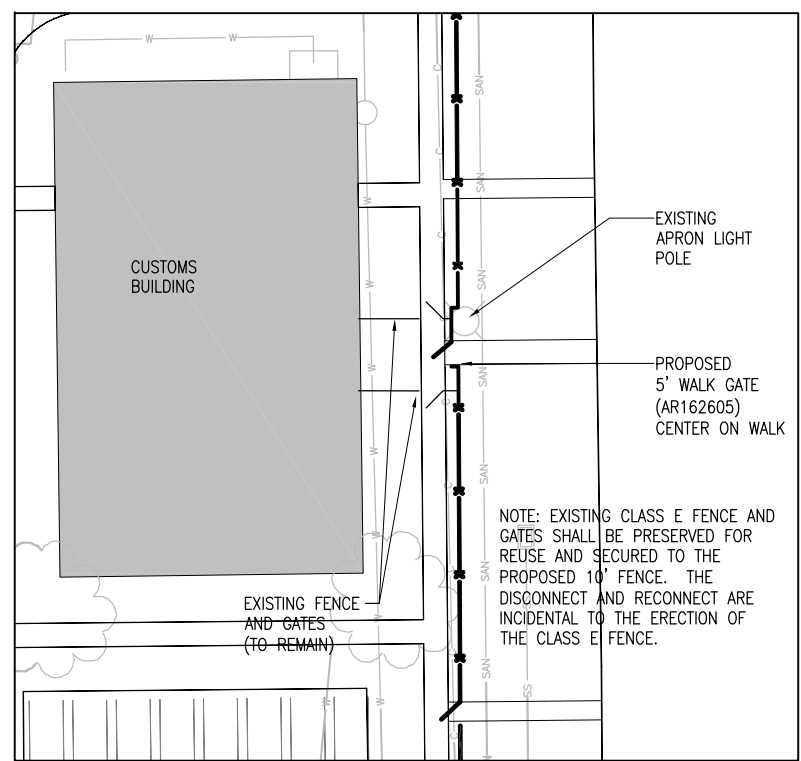 W
W
C
SAN
C
SAN
W
EXISTING
APRON LIGHT
POLE
C
CUSTOMS
BUILDING
W
SAN
W
SAN
PROPOSED
5' WALK GATE
(AR162605)
CENTER ON WALK
C
W
SAN
C
NOTE: EXISTING CLASS E FENCE AND
GATES SHALL BE PRESERVED FOR
REUSE AND SECURED TO THE
PROPOSED 10' FENCE. THE
DISCONNECT AND RECONNECT ARE
INCIDENTAL TO THE ERECTION OF
THE CLASS E FENCE.
W
SAN
C
EXISTING FENCE
AND GATES
(TO REMAIN)
W
SAN
SS
W
W
C
SAN